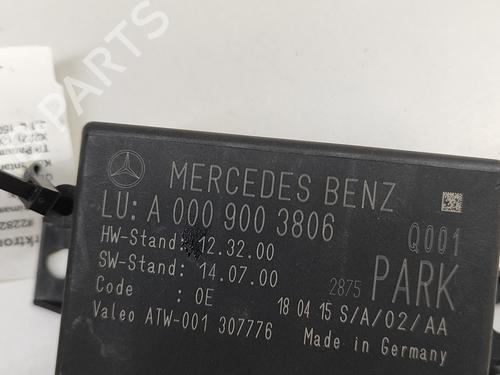 MERCEDES BENZ
LU: A 000 900 3806
Q001
HW-Stand: 12.32.00
SW-Stand: 14.07.00
2875 PARK
Code : 0E
18 04 15 S/A/02/AA
Valeo ATW-001 307776
Made in Germany
B-PARTS